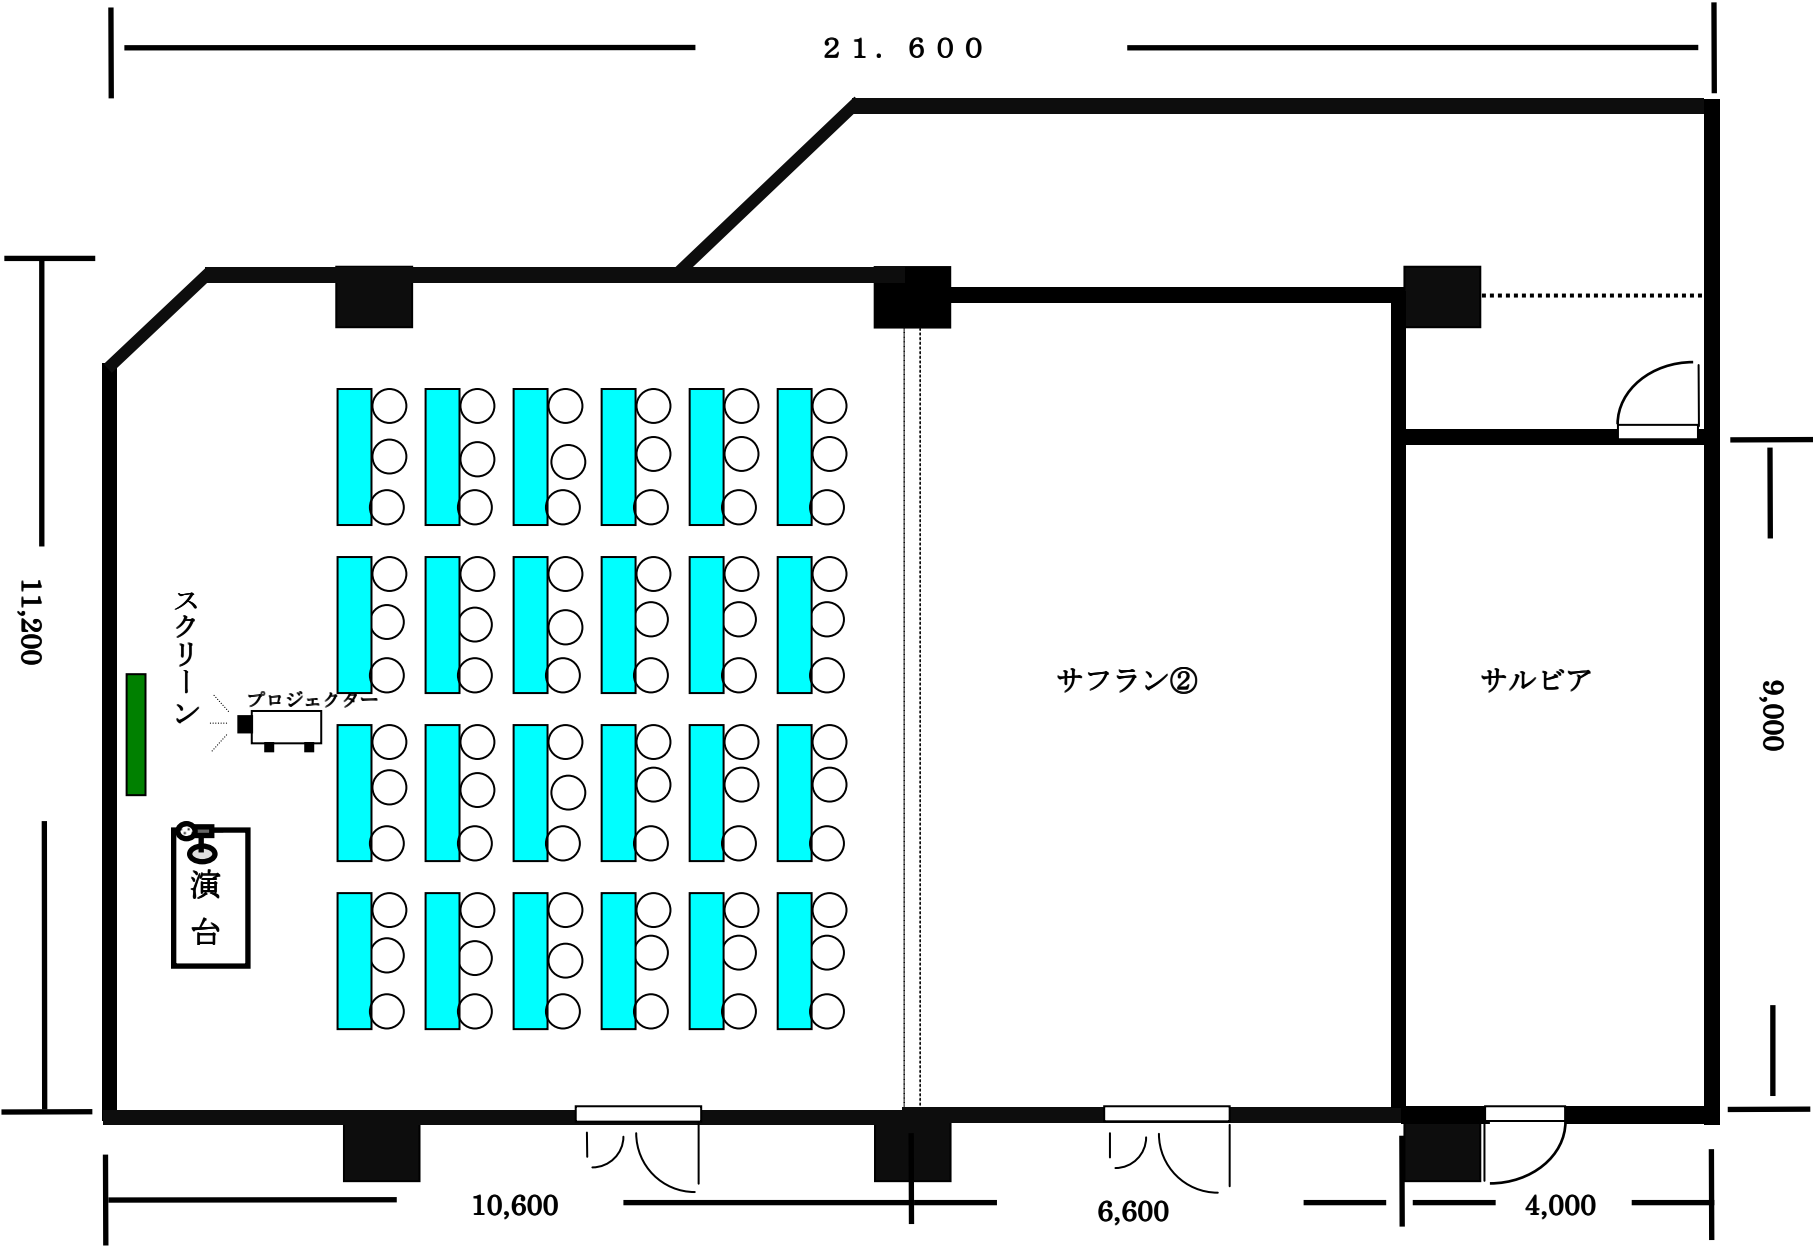 ２１．６００
11,200
スクリーン
プロジェクター
サフラン②
サルビア
9,000
演
台
10,600
6,600
4,000